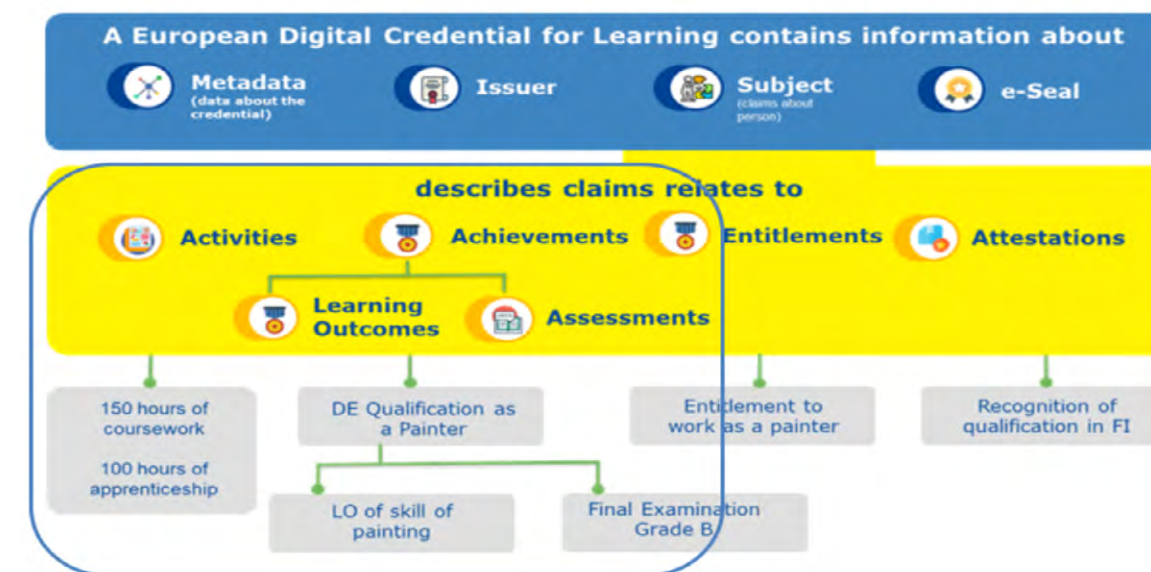 A European Digital Credential for Learning contains information about
Metadata
(data about the
credential)
Issuer
Subject
(claims about
person)
e-Seal
describes claims relates to
Activities
Achievements
Entitlements
Attestations
Learning
Outcomes
Assessments
150 hours of
coursework
100 hours of
apprenticeship
DE Qualification as
a Painter
Entitlement to
work as a painter
Recognition of
qualification in FI
LO of skill of
painting
Final Examination
Grade B